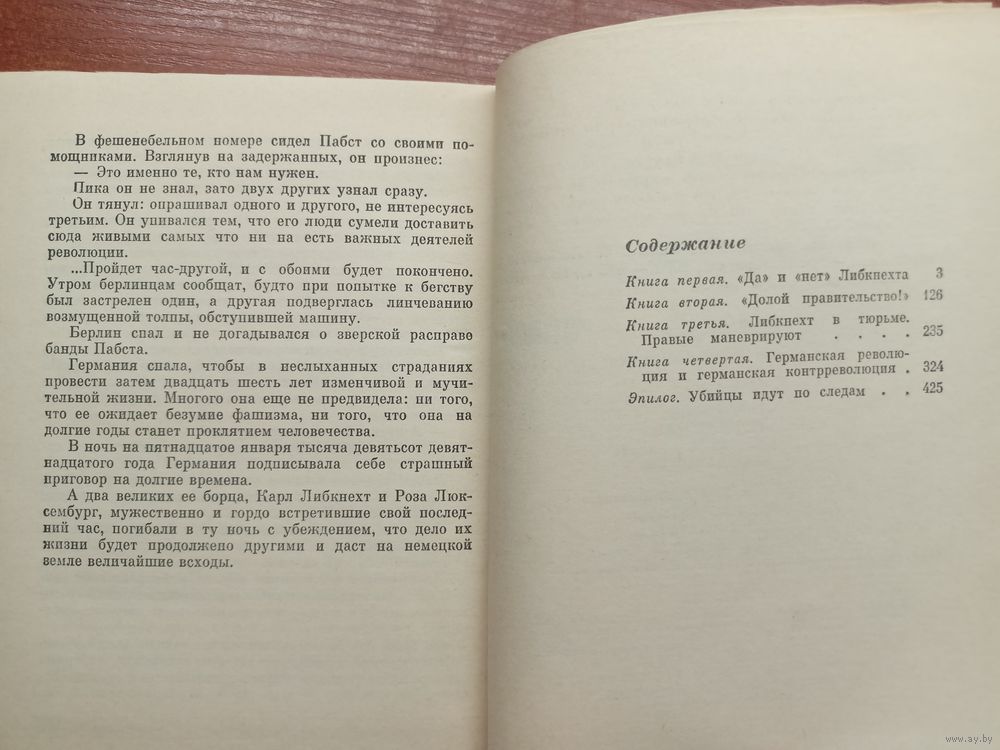 В фешенебельном номере сидел Пабст со своими по-
мощниками. Взглянув на задержанных, он произнес:
— Это именно те, кто нам нужен.
Пика он не знал, зато двух других узнал сразу.
Он тянул: опрашивал одного и другого, не интересуясь
третьим. Он упивался тем, что его люди сумели доставить
сюда живыми самых что ни на есть важных деятелей
революции.
...Пройдет час-другой, и с обоими будет покончено.
Утром берлинцам сообщат, будто при попытке к бегству
был застрелен один, а другая подверглась линчеванию
возмущенной толпы, обступившей машину.
Берлин спал и не догадывался о зверской расправе
банды Пабста.
Германия спала, чтобы в неслыханных страданиях
провести затем двадцать шесть лет изменчивой и мучи-
тельной жизни. Многого она еще не предвидела: ни того,
что ее ожидает безумие фашизма, ни того, что она на
долгие годы станет проклятием человечества.
В ночь на пятнадцатое января тысяча девятьсот девят-
надцатого года Германия подписывала себе страшный
приговор на долгие времена.
А два великих ее борца, Карл Либкнехт и Роза Люк-
сембург, мужественно и гордо встретившие свой послед-
ний час, погибали в ту ночь с убеждением, что дело их
жизни будет продолжено другими и даст на немецкой
земле величайшие всходы.
Содержание
Книга первая. «Да» и «нет» Либкнехта 3
Книга вторая. «Долой правительство!» 126
Книга третья. Либкнехт в тюрьме.
Правые маневрируют . . . . 235
Книга четвертая. Германская револю-
ция и германская контрреволюция . 324
Эпилог. Убийцы идут по следам . . 425
www.ay.by